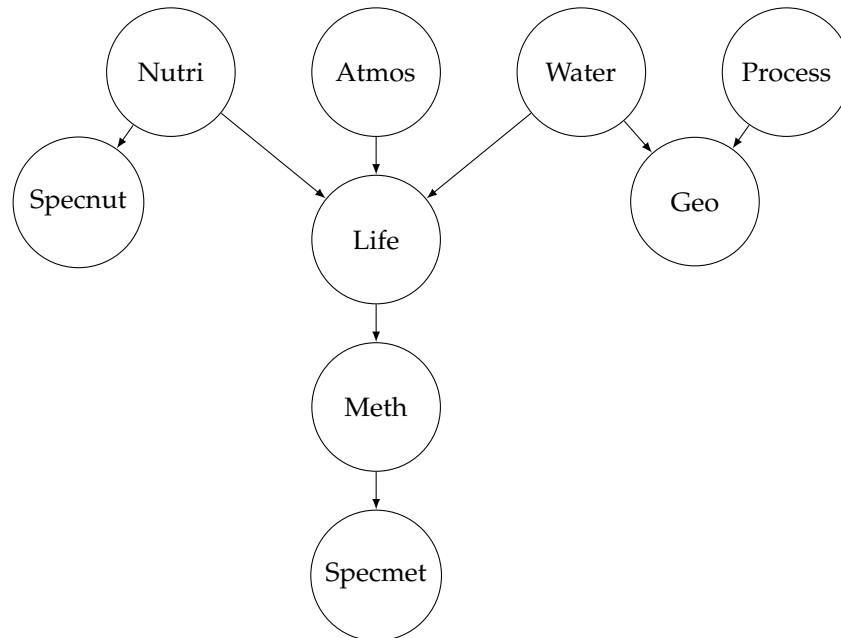 Nutri
Atmos
Water
Process
Specnut
Geo
Life
Meth
Specmet